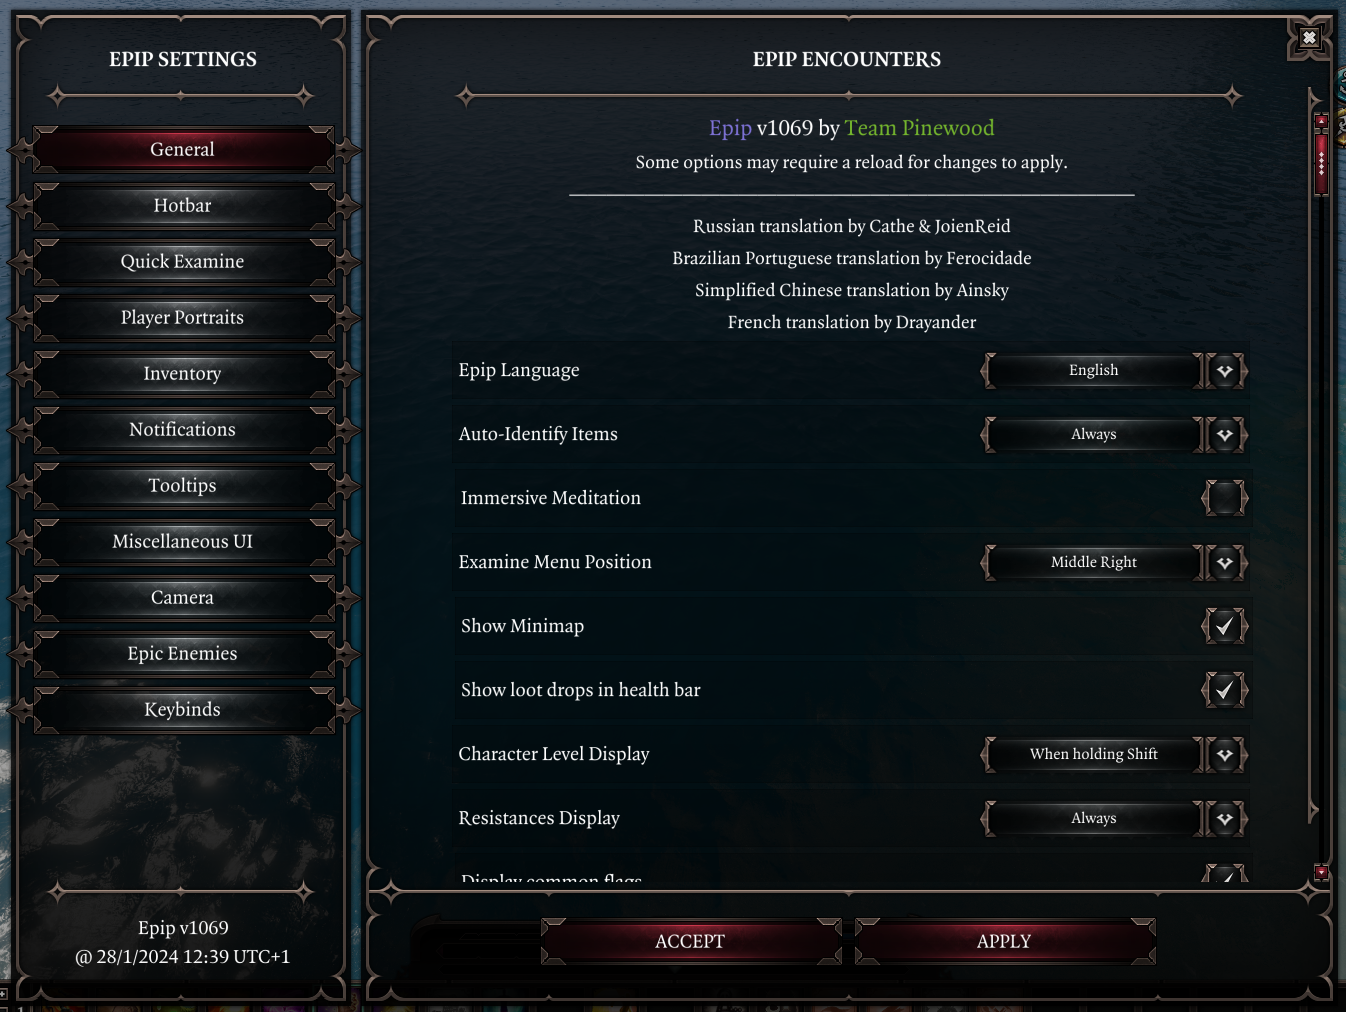 EPIP SETTINGS
General
Hotbar
Quick Examine
Player Portraits
Inventory
Notifications
Tooltips
Miscellaneous UI
Camera
Epic Enemies
Keybinds
Epip v1069
@ 28/1/2024 12:39 UTC+1
EPIP ENCOUNTERS
Epip v1069 by Team Pinewood
Some options may require a reload for changes to apply.
Russian translation by Cathe & JoienReid
Brazilian Portuguese translation by Ferocidade
Simplified Chinese translation by Ainsky
French translation by Drayander
Epip Language English
Auto-Identify Items Always
Immersive Meditation
Examine Menu Position Middle Right
Show Minimap
Show loot drops in health bar
Character Level Display When holding Shift
Resistances Display Always
Display common flags
ACCEPT APPLY